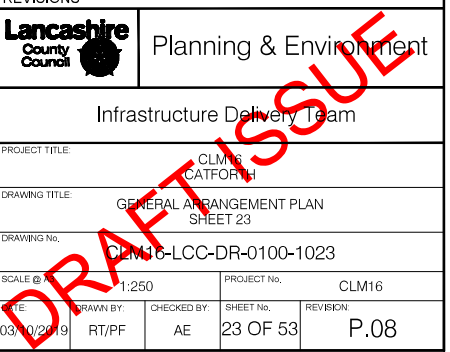 REVISIONS
Lancashire
County
Council
Planning & Environment
Infrastructure Delivery Team
PROJECT TITLE:
CLM16
CATFORTH
DRAWING TITLE:
GENERAL ARRANGEMENT PLAN
SHEET 23
DRAWING No.
CLM16-LCC-DR-0100-1023
SCALE @ A3
1:250
PROJECT No.
CLM16
DATE:
03/10/2019
DRAWN BY:
RT/PF
CHECKED BY:
AE
SHEET No.
23 OF 53
REVISION:
P.08
DRAFT ISSUE